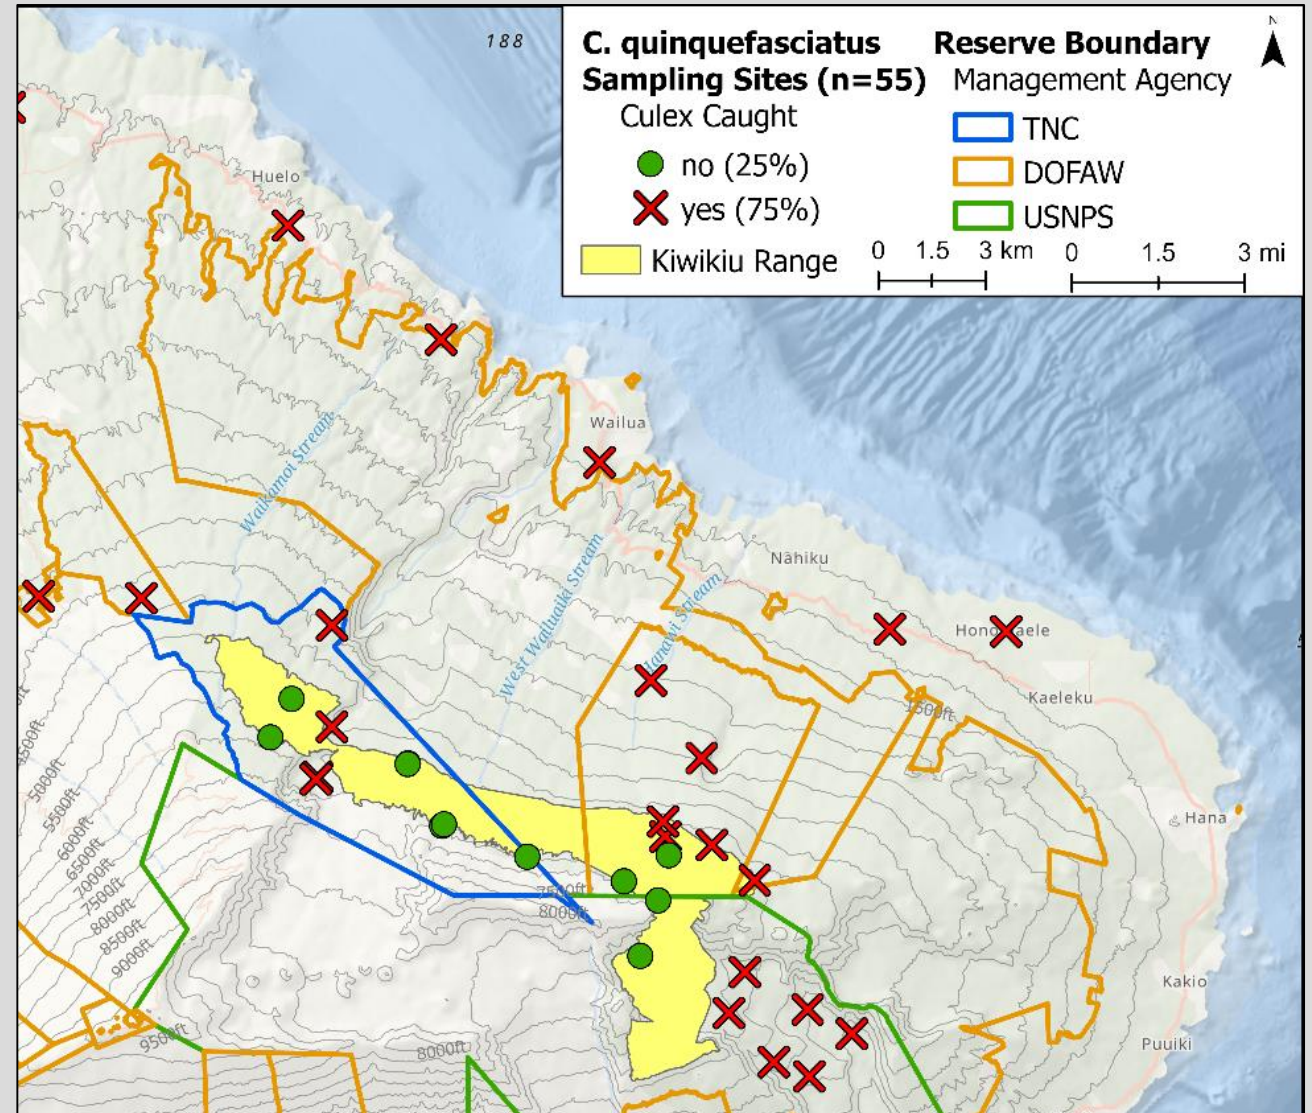 188
N
C. quinquefasciatus
Sampling Sites (n=55)
Culex Caught
no (25%)
yes (75%)
Kiwikiu Range
Reserve Boundary
Management Agency
TNC
DOFAW
USNPS
0 1.5 3 km
0 1.5 3 mi
Huelo
Waikamoi Stream
Wailua
West Wailuaiki Stream
Nāhiku
Hanawi Stream
Kaeleku
1500ft
Hana
Kakio
Puuiki
4500ft
5000ft
5500ft
6000ft
6500ft
7000ft
7500ft
8000ft
8500ft
9000ft
9500ft
7500ft
8000ft
8000ft